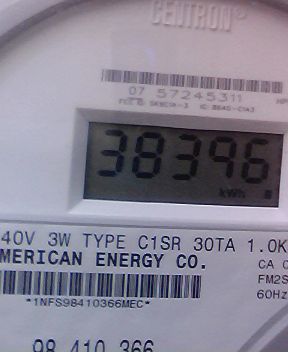 CENTRON
07 57245311
38396
kWh
40V 3W TYPE C1SR 30TA 1.0K
MERICAN ENERGY CO.
CA 0
FM2S
60Hz
*1NFS98410366MEC*
98 410 366